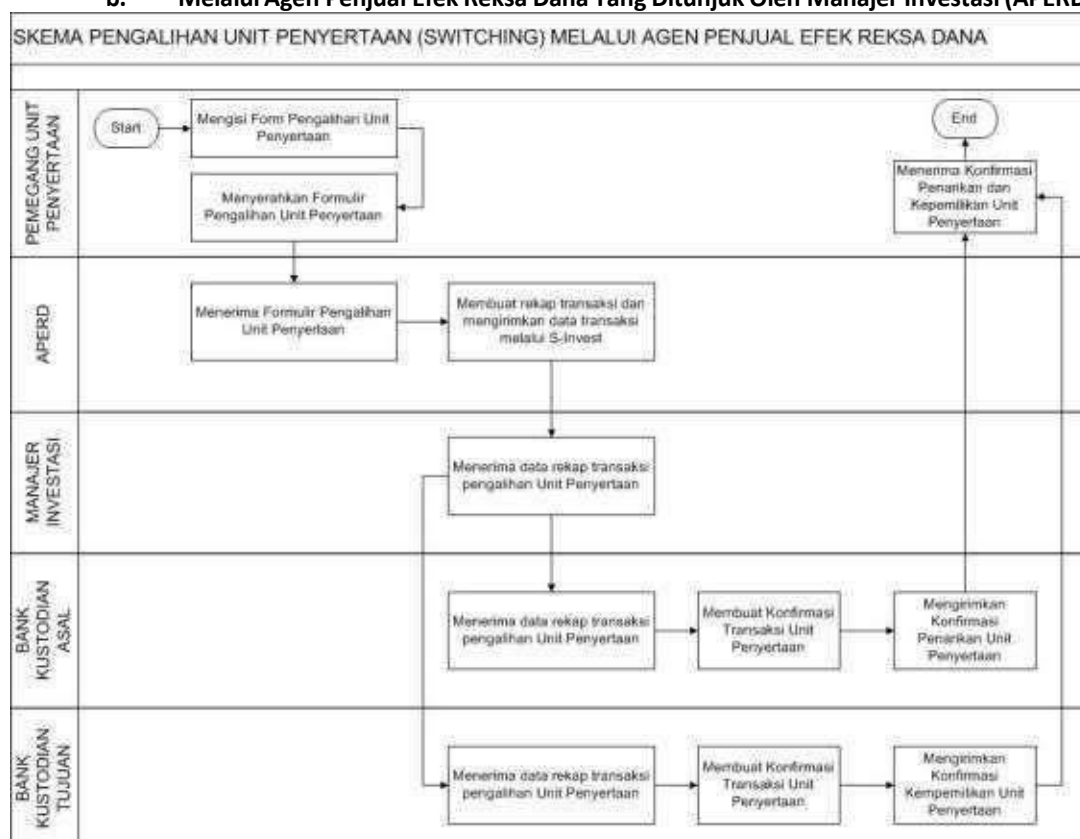 b. Melalui Agen Penjual Efek Reksa Dana Yang Ditunjuk Oleh Manajer Investasi (APERD
SKEMA PENGALIHAN UNIT PENYERTAAN (SWITCHING) MELALUI AGEN PENJUAL EFEK REKSA DANA
PEMEGANG UNIT
PENYERTAAN
Start
Mengisi Form Pengalihan Unit
Penyertaan
Menyerahkan Formulir
Pengalihan Unit Penyertaan
End
Menerima Konfirmasi
Penarikan dan
Kepemilikan Unit
Penyertaan
APERD
Menerima Formulir Pengalihan
Unit Penyertaan
Membuat rekap transaksi dan
mengirimkan data transaksi
melalui S-Invest
MANAJER
INVESTASI
Menerima data rekap transaksi
pengalihan Unit Penyertaan
BANK
KUSTODIAN
ASAL
Menerima data rekap transaksi
pengalihan Unit Penyertaan
Membuat Konfirmasi
Transaksi Unit
Penyertaan
Mengirimkan
Konfirmasi
Penarikan Unit
Penyertaan
BANK
KUSTODIAN
TUJUAN
Menerima data rekap transaksi
pengalihan Unit Penyertaan
Membuat Konfirmasi
Transaksi Unit
Penyertaan
Mengirimkan
Konfirmasi
Kempemilikan Unit
Penyertaan